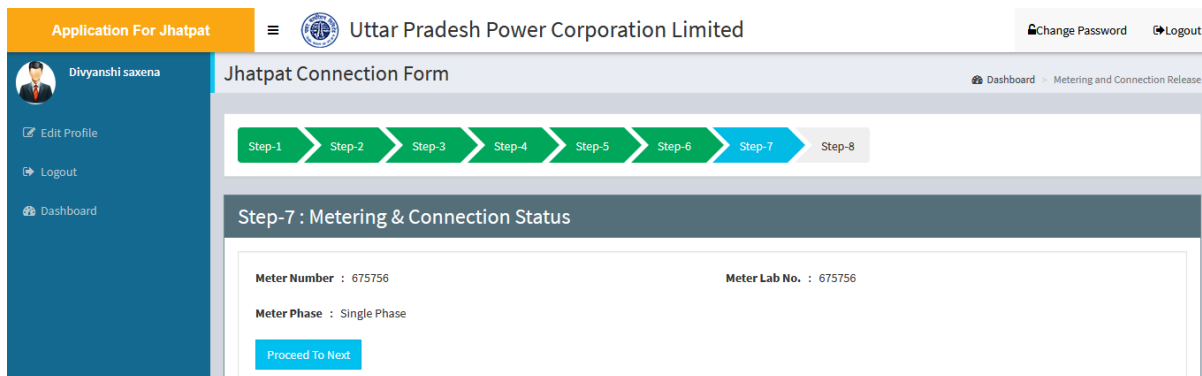 Application For Jhatpat
Uttar Pradesh Power Corporation Limited
Change Password
Logout
Divyanshi saxena
Edit Profile
Logout
Dashboard
Jhatpat Connection Form
Dashboard > Metering and Connection Release
Step-1 Step-2 Step-3 Step-4 Step-5 Step-6 Step-7 Step-8
Step-7 : Metering & Connection Status
Meter Number : 675756
Meter Lab No. : 675756
Meter Phase : Single Phase
Proceed To Next